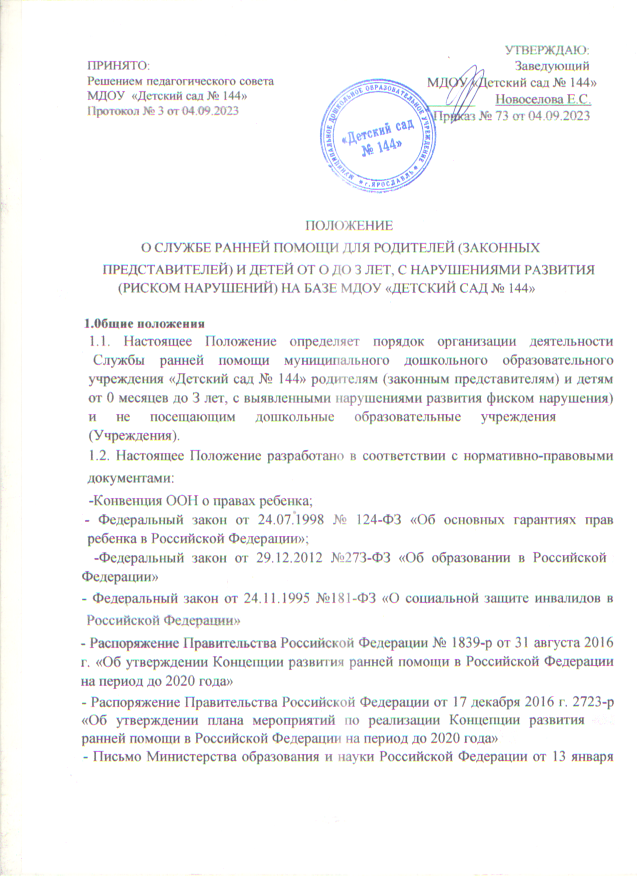 УТВЕРЖДАЮ:
ПРИНЯТО:
Заведующий
Решением педагогического совета
МДОУ «Детский сад № 144»
МДОУ «Детский сад № 144»
Новоселова Е.С.
Протокол № 3 от 04.09.2023
Приказ № 73 от 04.09.2023
МУНИЦИПАЛЬНОЕ ДОШКОЛЬНОЕ ОБРАЗОВАТЕЛЬНОЕ УЧРЕЖДЕНИЕ
* г.ЯРОСЛАВЛЬ *
«Детский сад
№ 144»
ПОЛОЖЕНИЕ
О СЛУЖБЕ РАННЕЙ ПОМОЩИ ДЛЯ РОДИТЕЛЕЙ (ЗАКОННЫХ
ПРЕДСТАВИТЕЛЕЙ) И ДЕТЕЙ ОТ О ДО 3 ЛЕТ, С НАРУШЕНИЯМИ РАЗВИТИЯ
(РИСКОМ НАРУШЕНИЙ) НА БАЗЕ МДОУ «ДЕТСКИЙ САД № 144»
1.0бщие положения
1.1. Настоящее Положение определяет порядок организации деятельности
Службы ранней помощи муниципального дошкольного образовательного
учреждения «Детский сад № 144» родителям (законным представителям) и детям
от 0 месяцев до 3 лет, с выявленными нарушениями развития фиском нарушения)
и не посещающим дошкольные образовательные учреждения
(Учреждения).
1.2. Настоящее Положение разработано в соответствии с нормативно-правовыми
документами:
-Конвенция ООН о правах ребенка;
- Федеральный закон от 24.07.1998 № 124-ФЗ «Об основных гарантиях прав
ребенка в Российской Федерации»;
-Федеральный закон от 29.12.2012 №273-ФЗ «Об образовании в Российской
Федерации»
- Федеральный закон от 24.11.1995 №181-ФЗ «О социальной защите инвалидов в
Российской Федерации»
- Распоряжение Правительства Российской Федерации № 1839-р от 31 августа 2016
г. «Об утверждении Концепции развития ранней помощи в Российской Федерации
на период до 2020 года»
- Распоряжение Правительства Российской Федерации от 17 декабря 2016 г. 2723-р
«Об утверждении плана мероприятий по реализации Концепции развития
ранней помощи в Российской Федерации на период до 2020 года»
- Письмо Министерства образования и науки Российской Федерации от 13 января